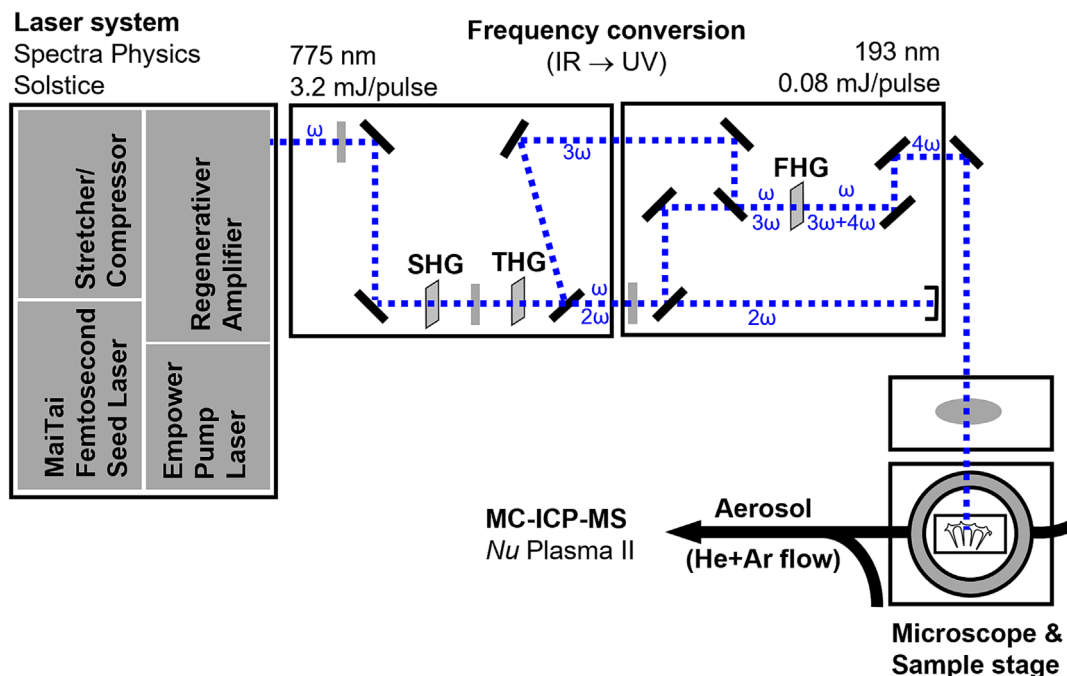 Laser system
Spectra Physics
Solstice
775 nm
3.2 mJ/pulse
Frequency conversion
(IR → UV)
193 nm
0.08 mJ/pulse
Stretcher/
Compressor
Regenerativer
Amplifier
MaiTai
Femtosecond
Seed Laser
Empower
Pump
Laser
ω
3ω
SHG
THG
ω
2ω
FHG
ω
3ω
ω
3ω+4ω
4ω
2ω
MC-ICP-MS
Nu Plasma II
Aerosol
(He+Ar flow)
Microscope &
Sample stage